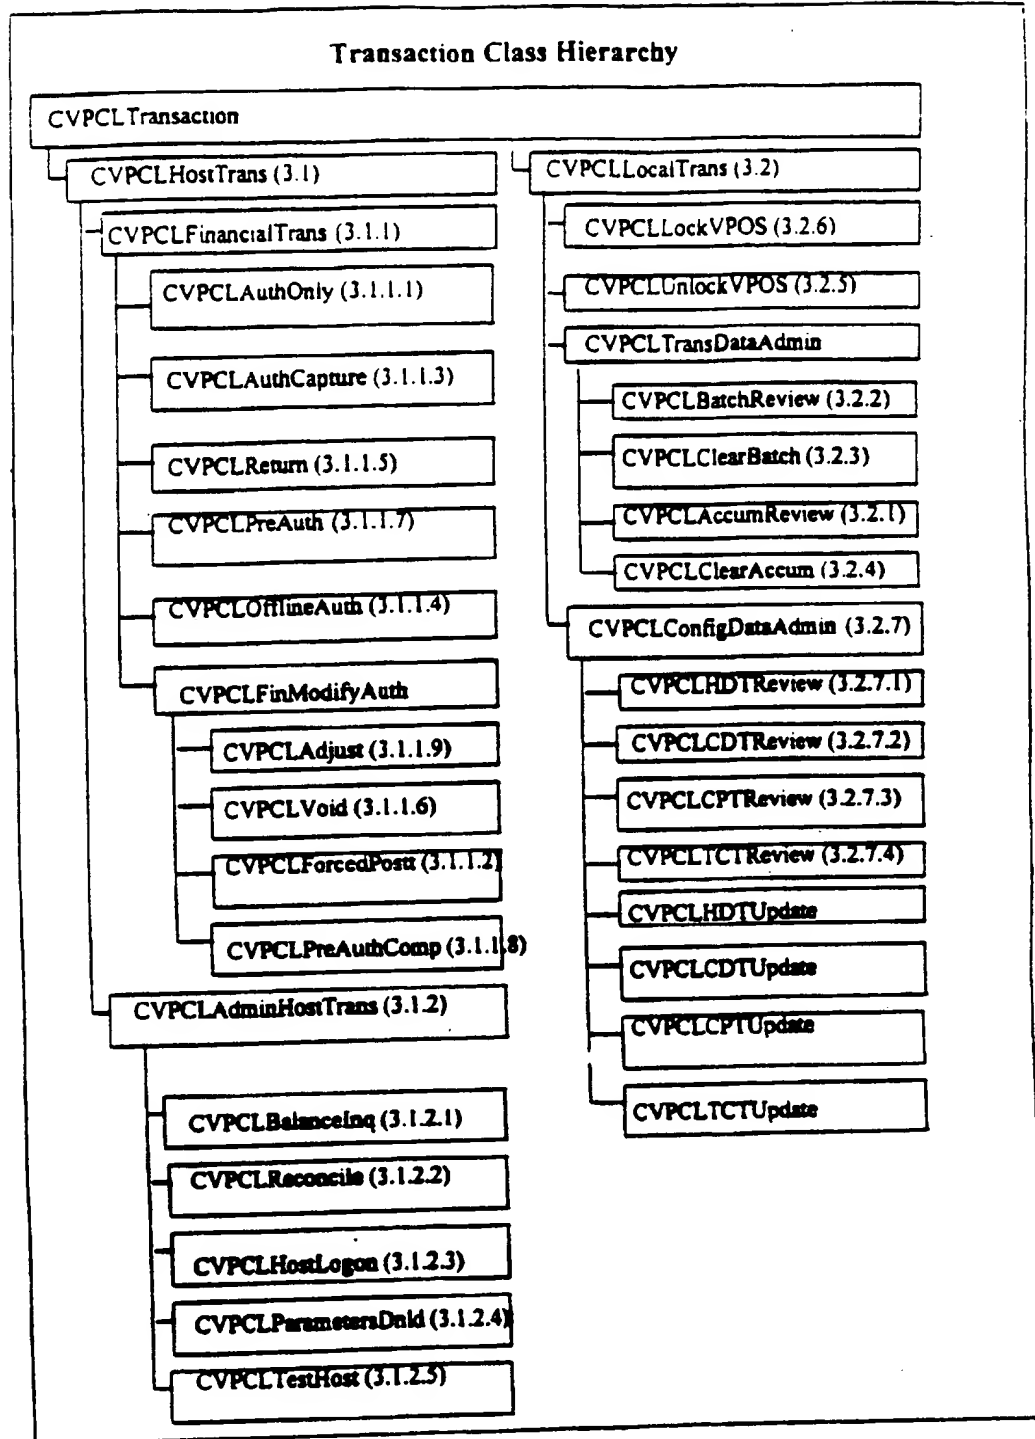 Transaction Class Hierarchy
CVPCLTransaction
CVPCLHostTrans (3.1)
CVPCLFinancialTrans (3.1.1)
CVPCLAuthOnly (3.1.1.1)
CVPCLAuthCapture (3.1.1.3)
CVPCLReturn (3.1.1.5)
CVPCLPreAuth (3.1.1.7)
CVPCLOfflineAuth (3.1.1.4)
CVPCLFinModifyAuth
CVPCLAdjust (3.1.1.9)
CVPCLVoid (3.1.1.6)
CVPCLForcedPostt (3.1.1.2)
CVPCLPreAuthComp (3.1.1.8)
CVPCLAdminHostTrans (3.1.2)
CVPCLBalanceInq (3.1.2.1)
CVPCLReconcile (3.1.2.2)
CVPCLHostLogon (3.1.2.3)
CVPCLParametersDnld (3.1.2.4)
CVPCLTestHost (3.1.2.5)
CVPCLLocalTrans (3.2)
CVPCLLockVPOS (3.2.6)
CVPCLUnlockVPOS (3.2.5)
CVPCLTransDataAdmin
CVPCLBatchReview (3.2.2)
CVPCLClearBatch (3.2.3)
CVPCLAccumReview (3.2.1)
CVPCLClearAccum (3.2.4)
CVPCLConfigDataAdmin (3.2.7)
CVPCLHDTReview (3.2.7.1)
CVPCLCDTReview (3.2.7.2)
CVPCLCPTReview (3.2.7.3)
CVPCLTCTReview (3.2.7.4)
CVPCLHDTUpdate
CVPCLCDTUpdate
CVPCLCPTUpdate
CVPCLTCTUpdate